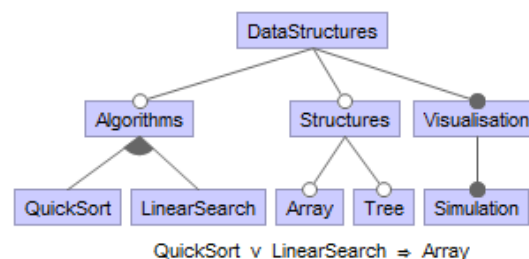 DataStructures
Algorithms Structures Visualisation
QuickSort LinearSearch Array Tree Simulation
QuickSort v LinearSearch ⇒ Array